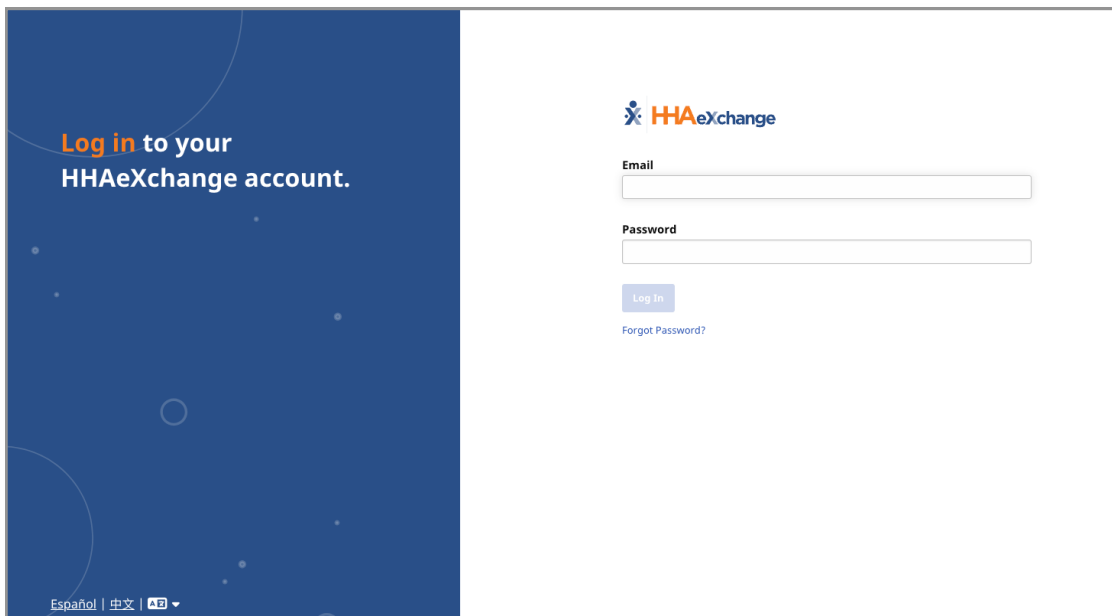 Log in to your
HHAeXchange account.
Español | 中文 |
HHAeXchange
Email
Password
Log In
Forgot Password?